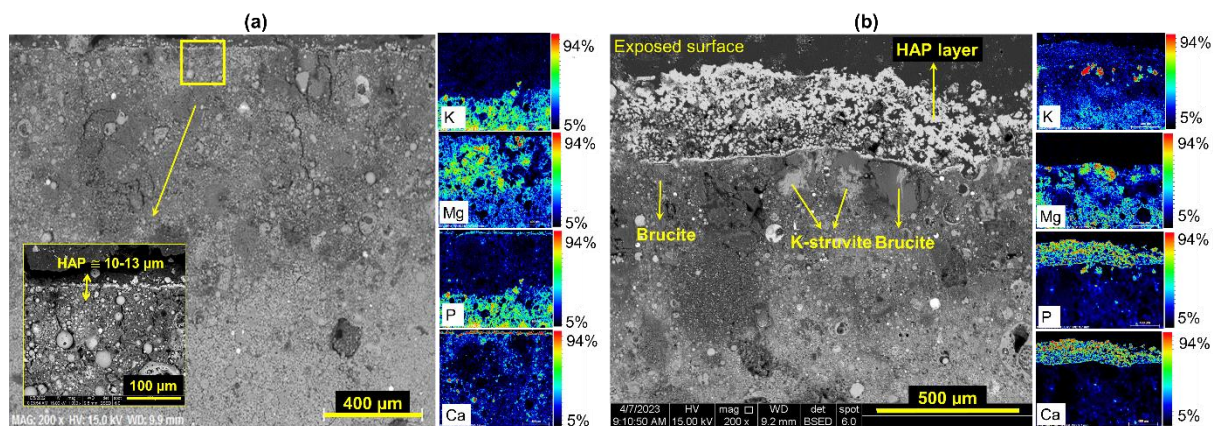 (a)
HAP ≅ 10-13 µm
100 µm
400 µm
MAG: 200 x HV: 15.0 kV WD: 9.9 mm
94%
K
5%
94%
Mg
5%
94%
P
5%
94%
Ca
5%
(b)
Exposed surface
HAP layer
Brucite
K-struvite
Brucite
4/7/2023 HV mag WD det spot
9:10:50 AM 15.00 kV 200 x 9.2 mm BSED 6.0
500 µm
94%
K
5%
94%
Mg
5%
94%
P
5%
94%
Ca
5%